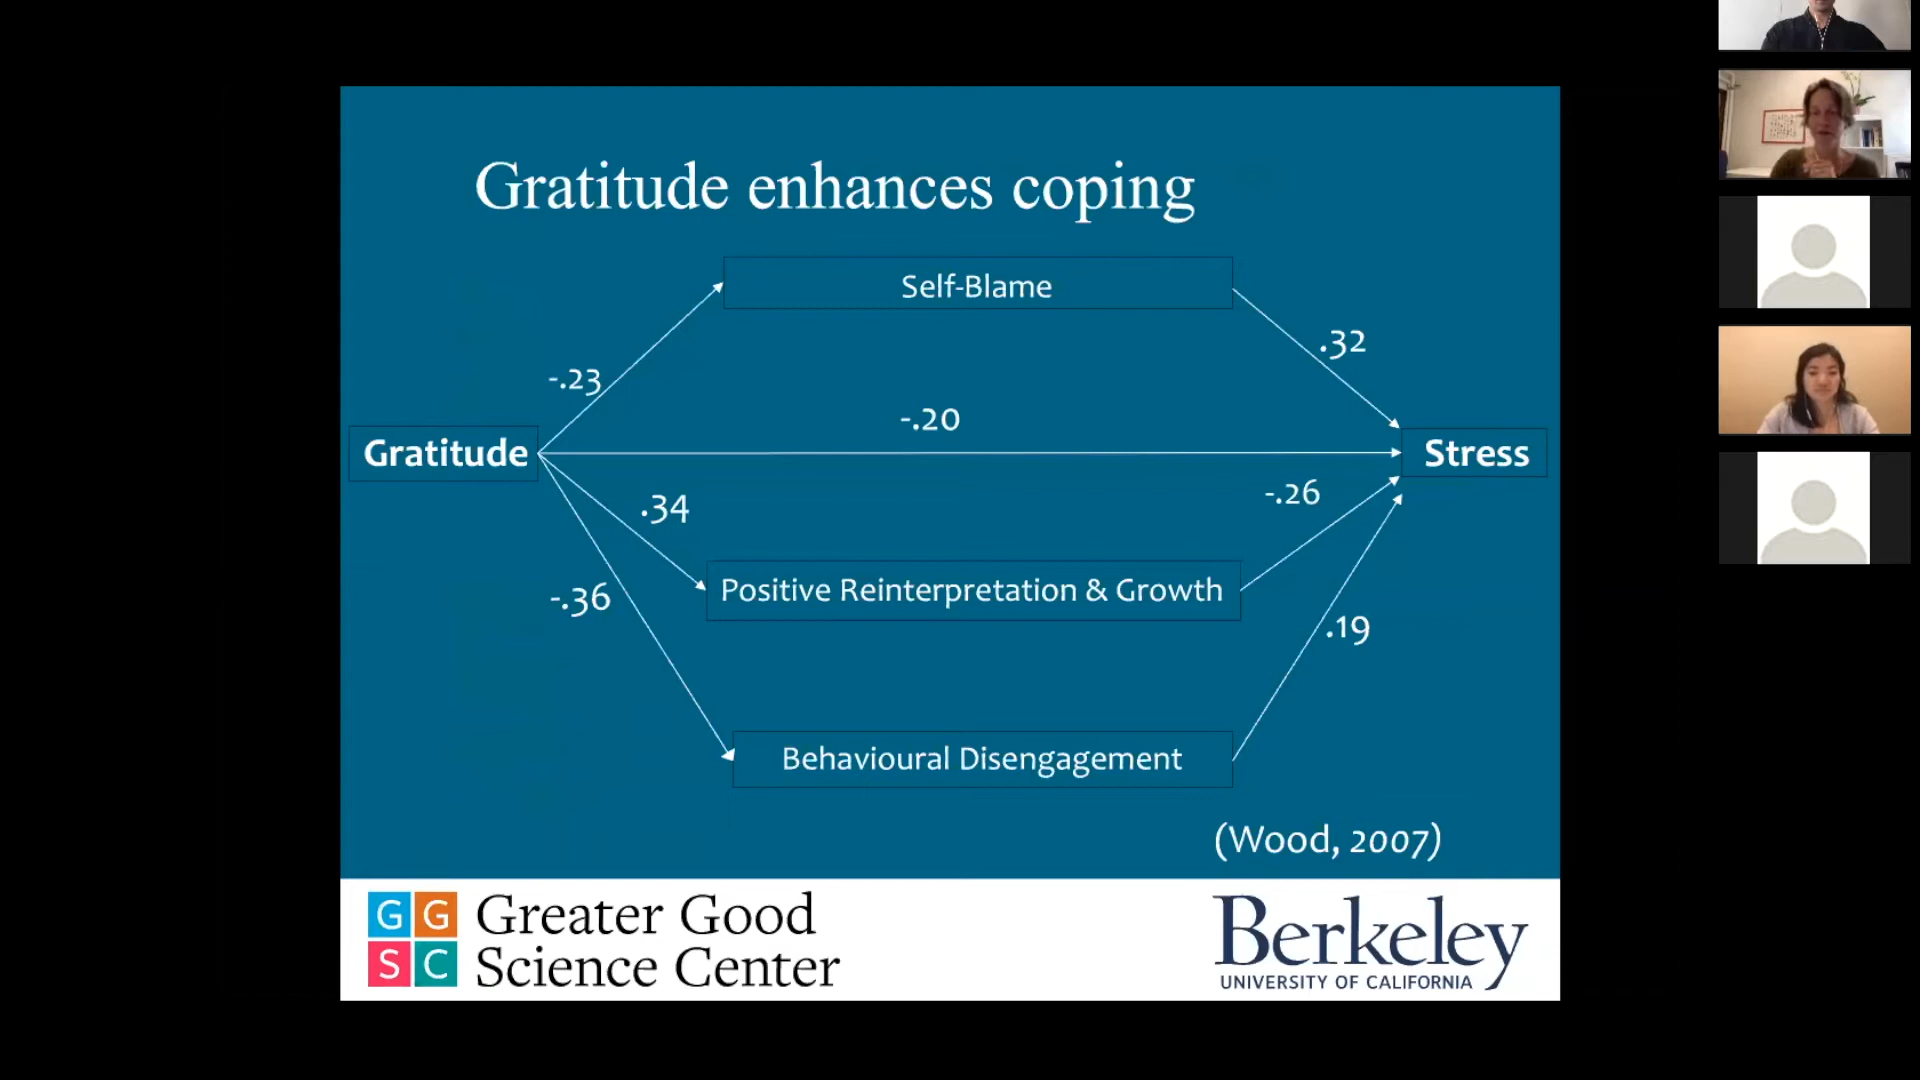 Gratitude enhances coping
Self-Blame
.32
-.23
-.20
Gratitude
Stress
-.26
.34
Positive Reinterpretation & Growth
-.36
.19
Behavioural Disengagement
(Wood, 2007)
G G
S C
Greater Good
Science Center
Berkeley
UNIVERSITY OF CALIFORNIA